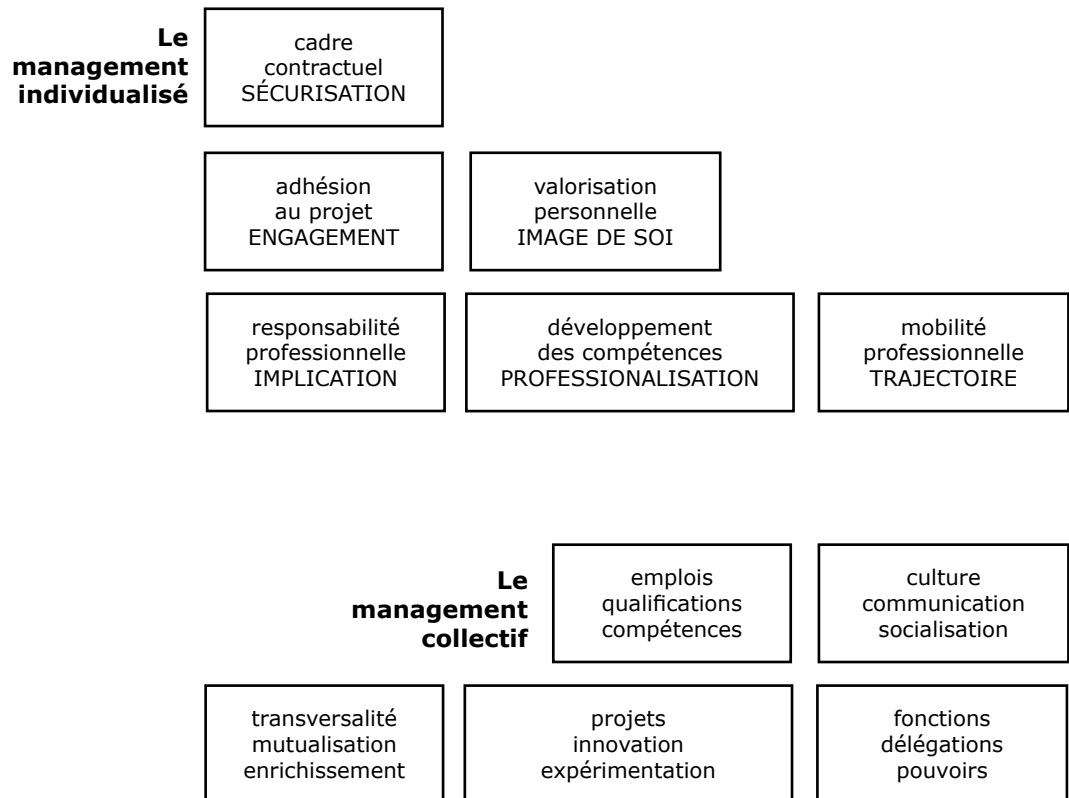 Le
management
individualisé
cadre
contractuel
SÉCURISATION
adhésion
au projet
ENGAGEMENT
valorisation
personnelle
IMAGE DE SOI
responsabilité
professionnelle
IMPLICATION
développement
des compétences
PROFESSIONALISATION
mobilité
professionnelle
TRAJECTOIRE
Le
management
collectif
emplois
qualifications
compétences
culture
communication
socialisation
transversalité
mutualisation
enrichissement
projets
innovation
expérimentation
fonctions
délégations
pouvoirs